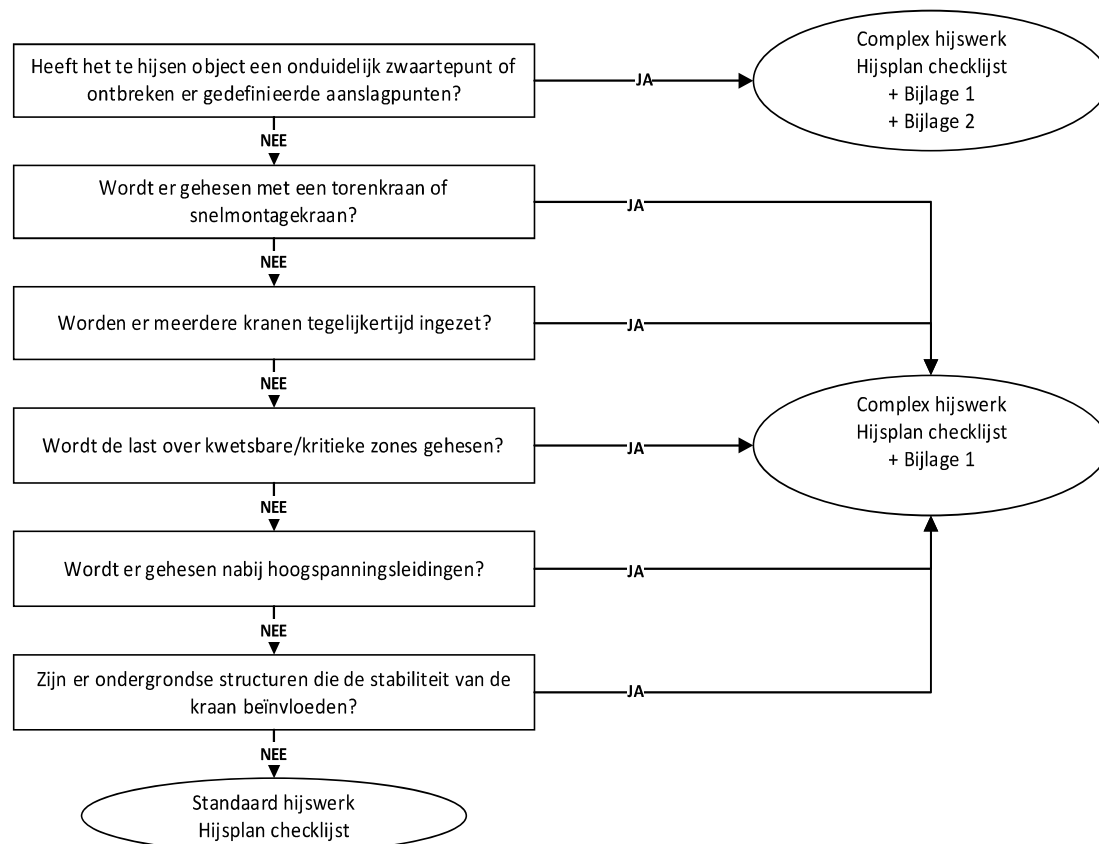 Heeft het te hijsen object een onduidelijk zwaartepunt of
ontbreken er gedefinieerde aanslagpunten?
JA
Complex hijswerk
Hijsplan checklijst
+ Bijlage 1
+ Bijlage 2
NEE
Wordt er gehesen met een torenkraan of
snelmontagekraan?
JA
NEE
Worden er meerdere kranen tegelijkertijd ingezet?
JA
NEE
Wordt de last over kwetsbare/kritieke zones gehesen?
JA
Complex hijswerk
Hijsplan checklijst
+ Bijlage 1
NEE
Wordt er gehesen nabij hoogspanningsleidingen?
JA
NEE
Zijn er ondergrondse structuren die de stabiliteit van de
kraan beïnvloeden?
JA
NEE
Standaard hijswerk
Hijsplan checklijst